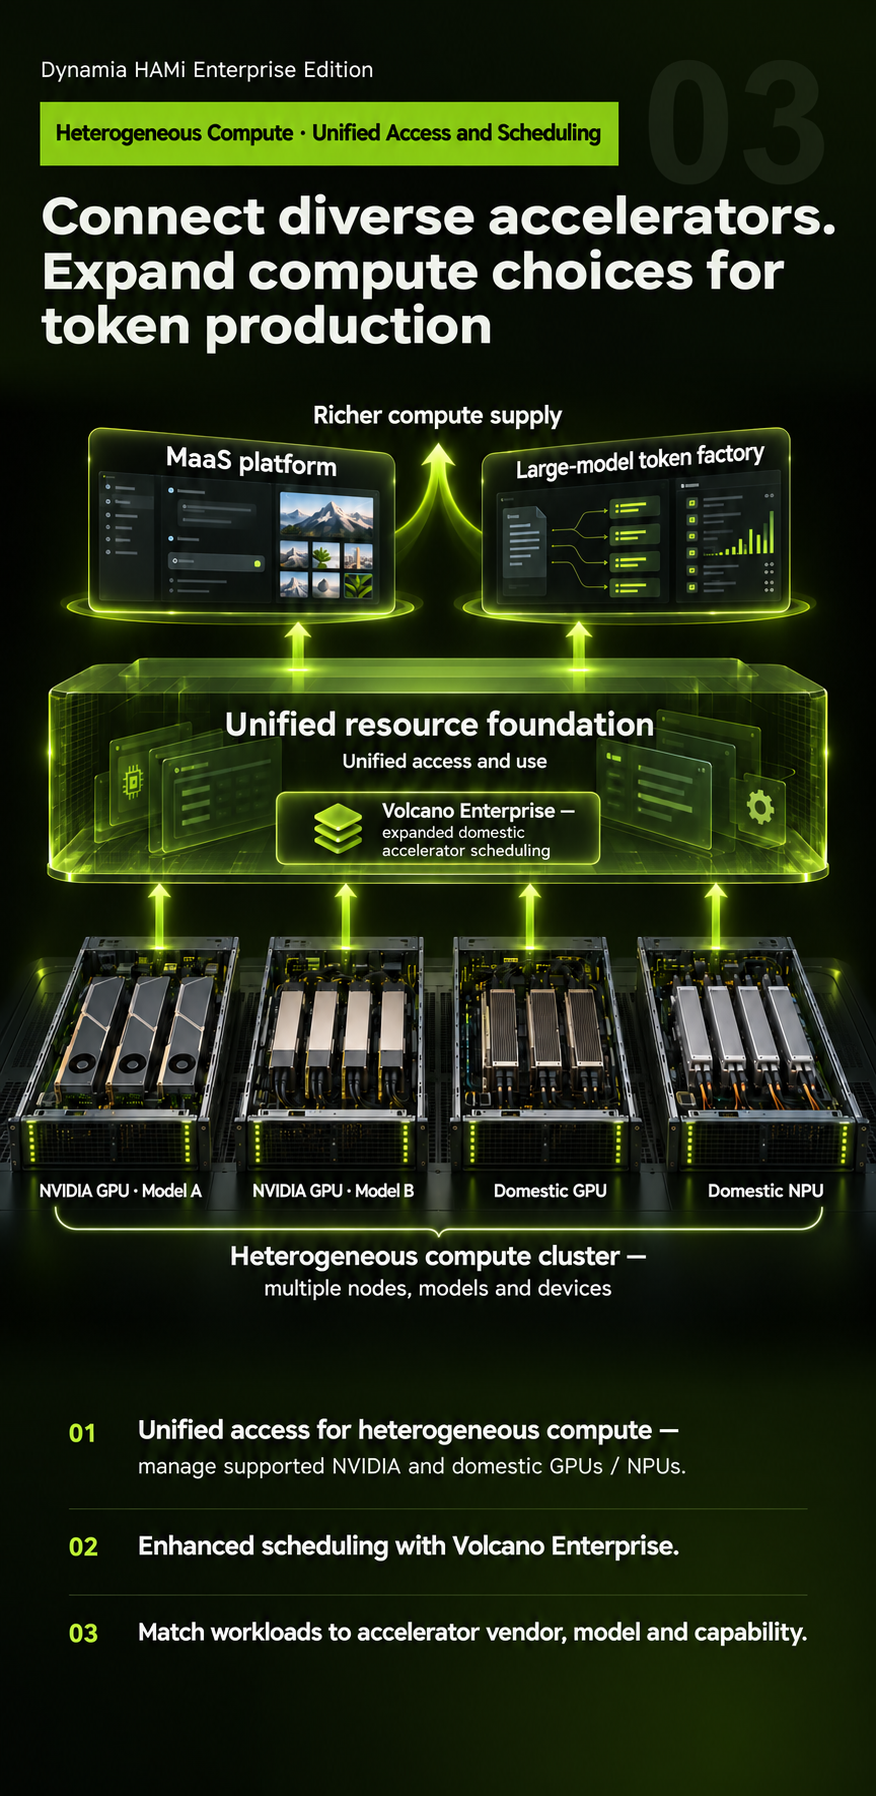 Dynamia HAMi Enterprise Edition
03
Heterogeneous Compute · Unified Access and Scheduling
Connect diverse accelerators.
Expand compute choices for
token production
Richer compute supply
MaaS platform
Large-model token factory
Unified resource foundation
Unified access and use
Volcano Enterprise —
expanded domestic
accelerator scheduling
NVIDIA GPU · Model A
NVIDIA GPU · Model B
Domestic GPU
Domestic NPU
Heterogeneous compute cluster —
multiple nodes, models and devices
01
Unified access for heterogeneous compute —
manage supported NVIDIA and domestic GPUs / NPUs.
02
Enhanced scheduling with Volcano Enterprise.
03
Match workloads to accelerator vendor, model and capability.